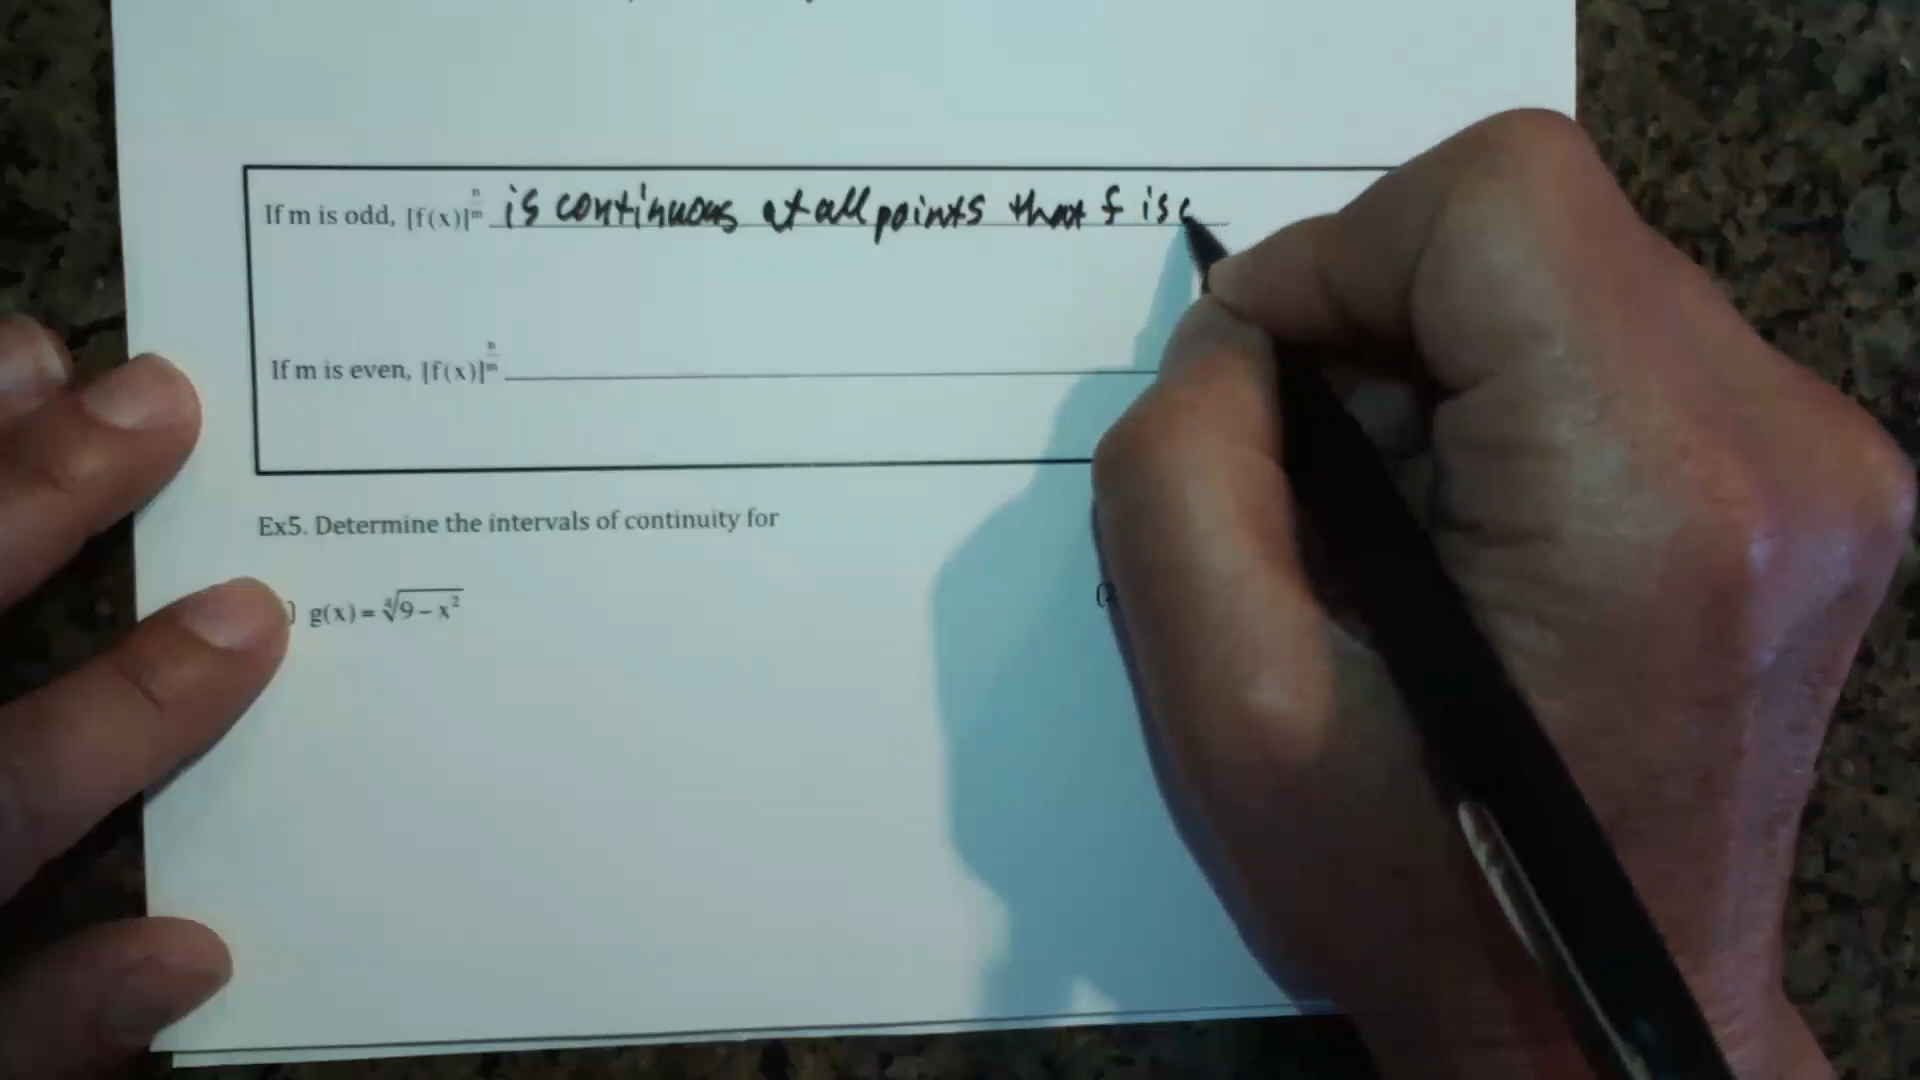 If m is odd, [f(x)]^(n/m) is continuous at all points that f is c
If m is even, [f(x)]^(n/m)
Ex5. Determine the intervals of continuity for
) g(x) = ∜(9 – x²)